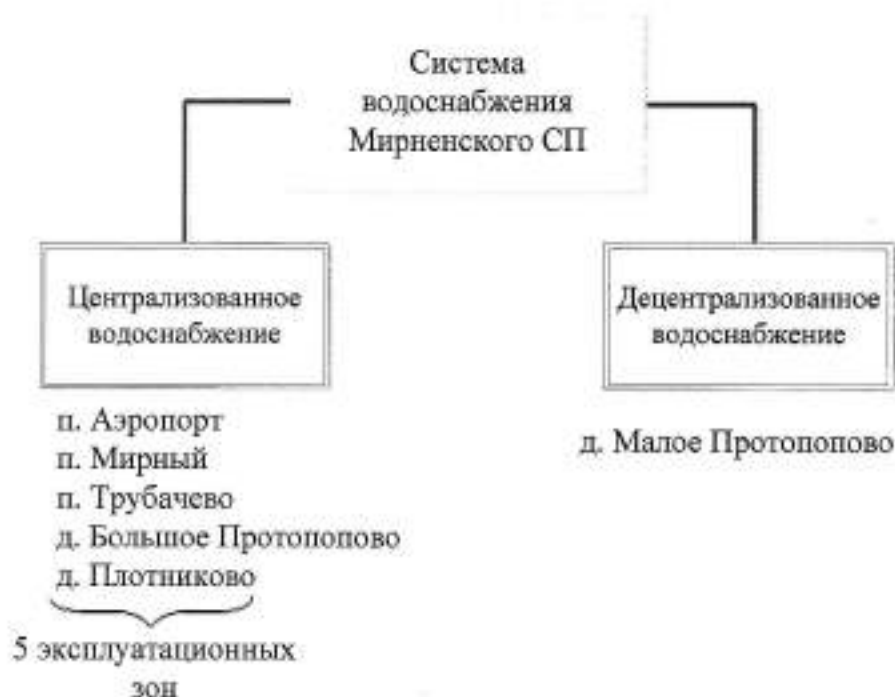 Система
водоснабжения
Мирненского СП
Централизованное
водоснабжение
Децентрализованное
водоснабжение
п. Аэропорт
п. Мирный
п. Трубачево
д. Большое Протопопово
д. Плотниково
д. Малое Протопопово
5 эксплуатационных
зон